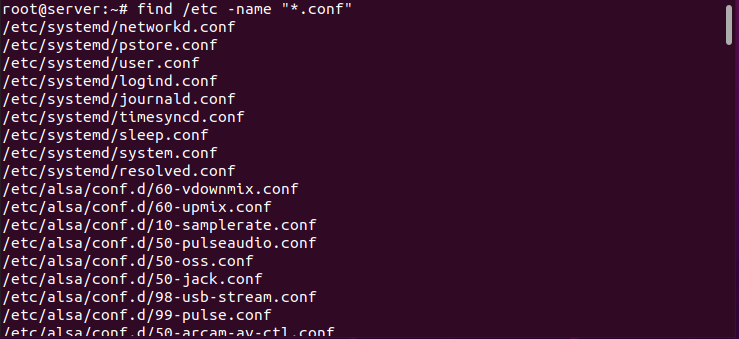 root@server:~# find /etc -name "*.conf"
/etc/systemd/networkd.conf
/etc/systemd/pstore.conf
/etc/systemd/user.conf
/etc/systemd/logind.conf
/etc/systemd/journald.conf
/etc/systemd/timesyncd.conf
/etc/systemd/sleep.conf
/etc/systemd/system.conf
/etc/systemd/resolved.conf
/etc/alsa/conf.d/60-vdownmix.conf
/etc/alsa/conf.d/60-upmix.conf
/etc/alsa/conf.d/10-samplerate.conf
/etc/alsa/conf.d/50-pulseaudio.conf
/etc/alsa/conf.d/50-oss.conf
/etc/alsa/conf.d/50-jack.conf
/etc/alsa/conf.d/98-usb-stream.conf
/etc/alsa/conf.d/99-pulse.conf
/etc/alsa/conf.d/50-arcam-av-ctl.conf